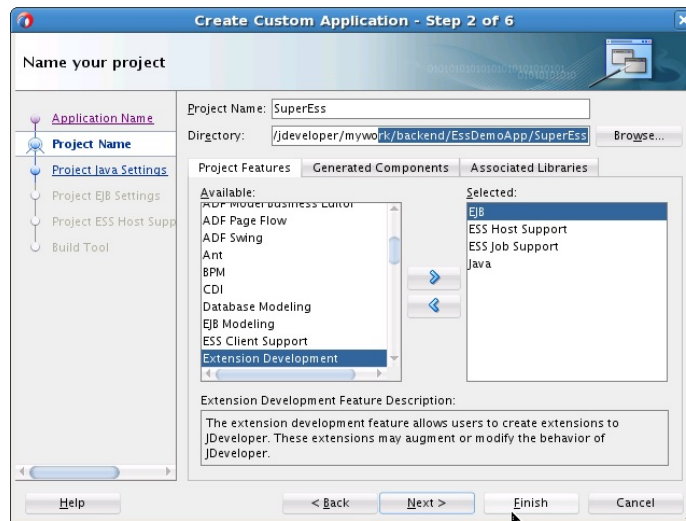 Create Custom Application - Step 2 of 6
Name your project
Application Name
Project Name
Project Java Settings
Project EJB Settings
Project ESS Host Supp
Build Tool
Project Name: SuperEss
Directory: /jdeveloper/mywork/backend/EssDemoApp/SuperEss Browse...
Project Features Generated Components Associated Libraries
Available:
ADF Model Business Editor
ADF Page Flow
ADF Swing
Ant
BPM
CDI
Database Modeling
EJB Modeling
ESS Client Support
Extension Development
Selected:
EJB
ESS Host Support
ESS Job Support
Java
Extension Development Feature Description:
The extension development feature allows users to create extensions to
JDeveloper. These extensions may augment or modify the behavior of
JDeveloper.
Help < Back Next > Finish Cancel